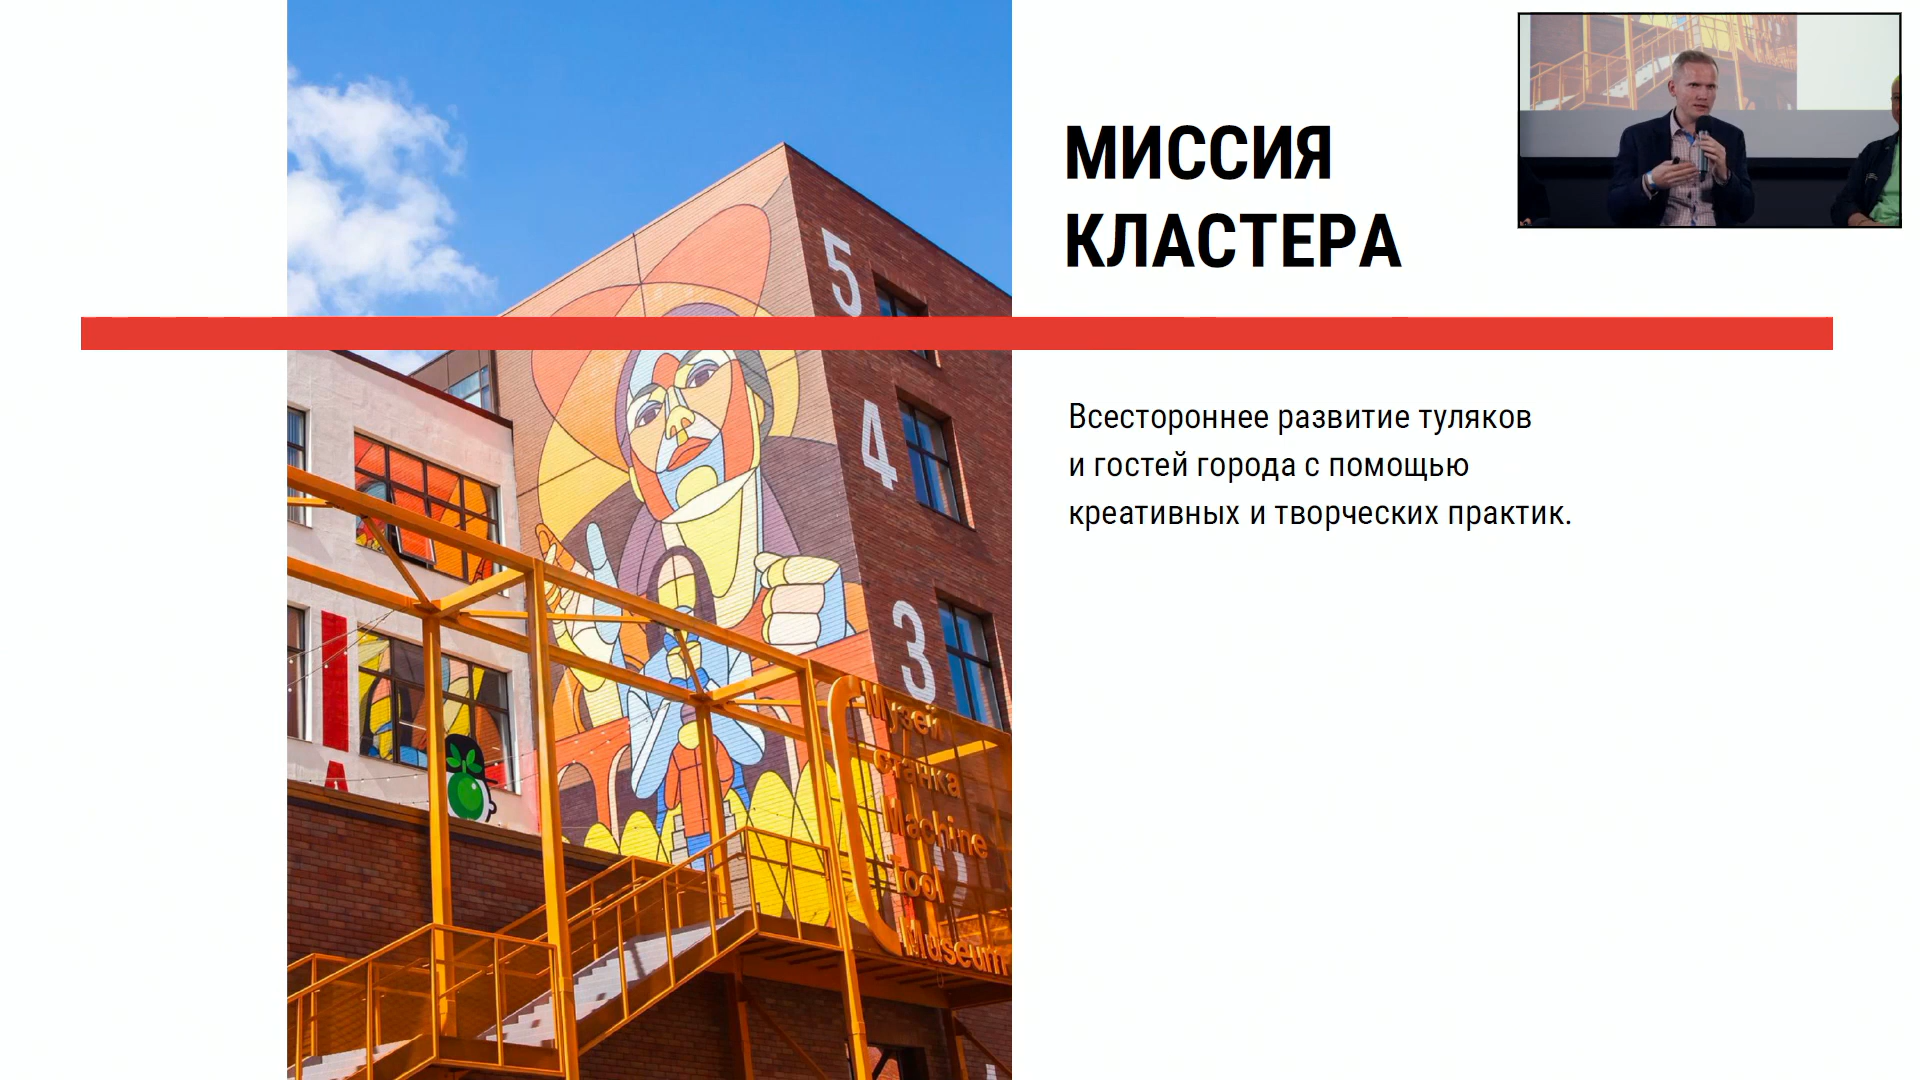 МИССИЯ
КЛАСТЕРА
Всестороннее развитие туляков
и гостей города с помощью
креативных и творческих практик.
5
4
3
2
Музей
станка
Machine
Tool
Museum